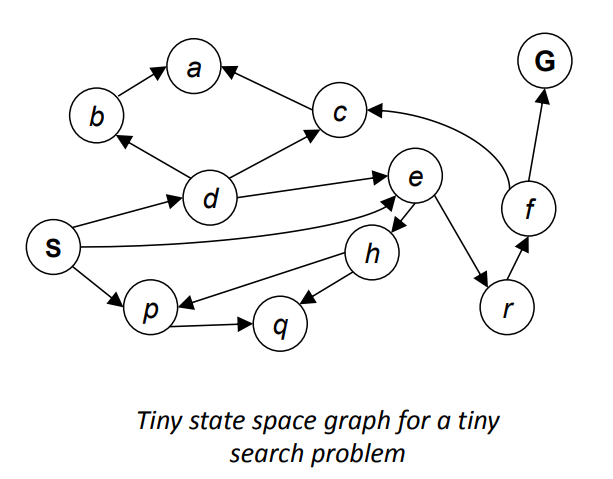 a
G
b
c
e
d
f
S
h
p
r
q
Tiny state space graph for a tiny
search problem